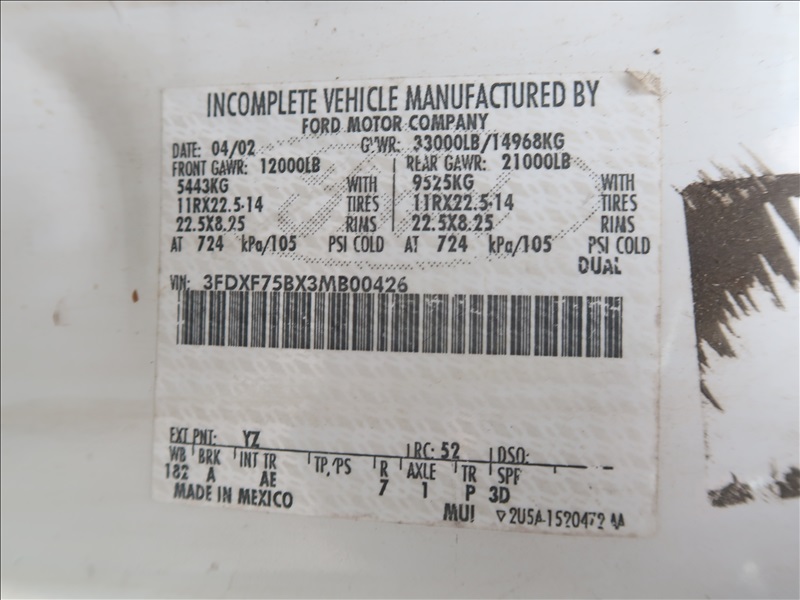 INCOMPLETE VEHICLE MANUFACTURED BY
FORD MOTOR COMPANY
DATE: 04/02 GVWR: 33000LB/14968KG
FRONT GAWR: 12000LB REAR GAWR: 21000LB
5443KG WITH 9525KG WITH
11RX22.5-14 TIRES 11RX22.5-14 TIRES
22.5X8.25 RIMS 22.5X8.25 RIMS
AT 724 kPa/105 PSI COLD AT 724 kPa/105 PSI COLD
DUAL
VIN: 3FDXF75BX3MB00426
EXT PNT: YZ RC: 52 DSO:
WB BRK INT TR TP/PS R AXLE TR SPF
182 A AE 7 1 P 3D
MADE IN MEXICO
MUI 2U5A-1520472-AA